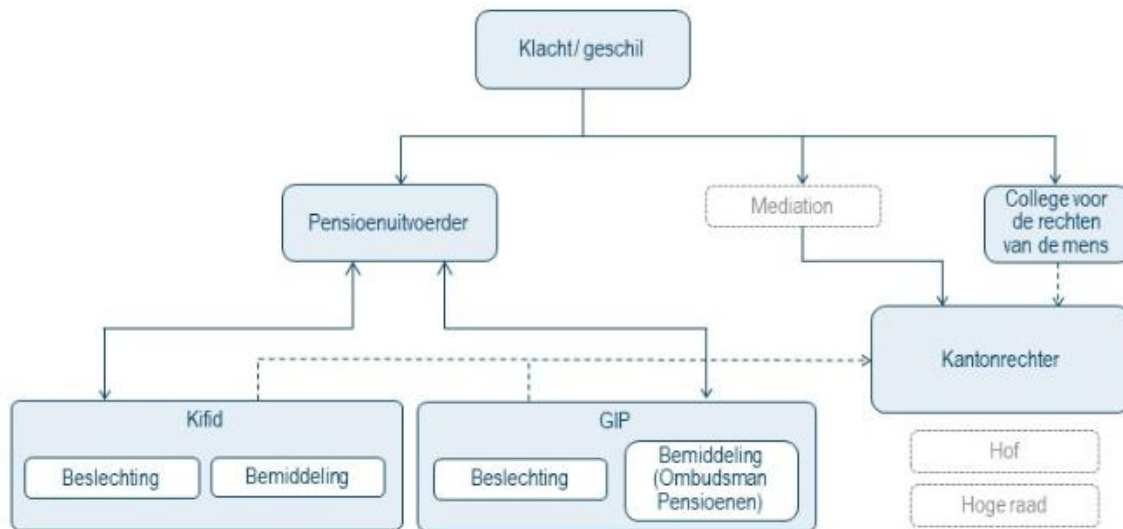 Klacht/ geschil
Pensioenuitvoerder
Mediation
College voor
de rechten
van de mens
Kantonrechter
Kifid
Beslechting
Bemiddeling
GIP
Beslechting
Bemiddeling
(Ombudsman
Pensioenen)
Hof
Hoge raad